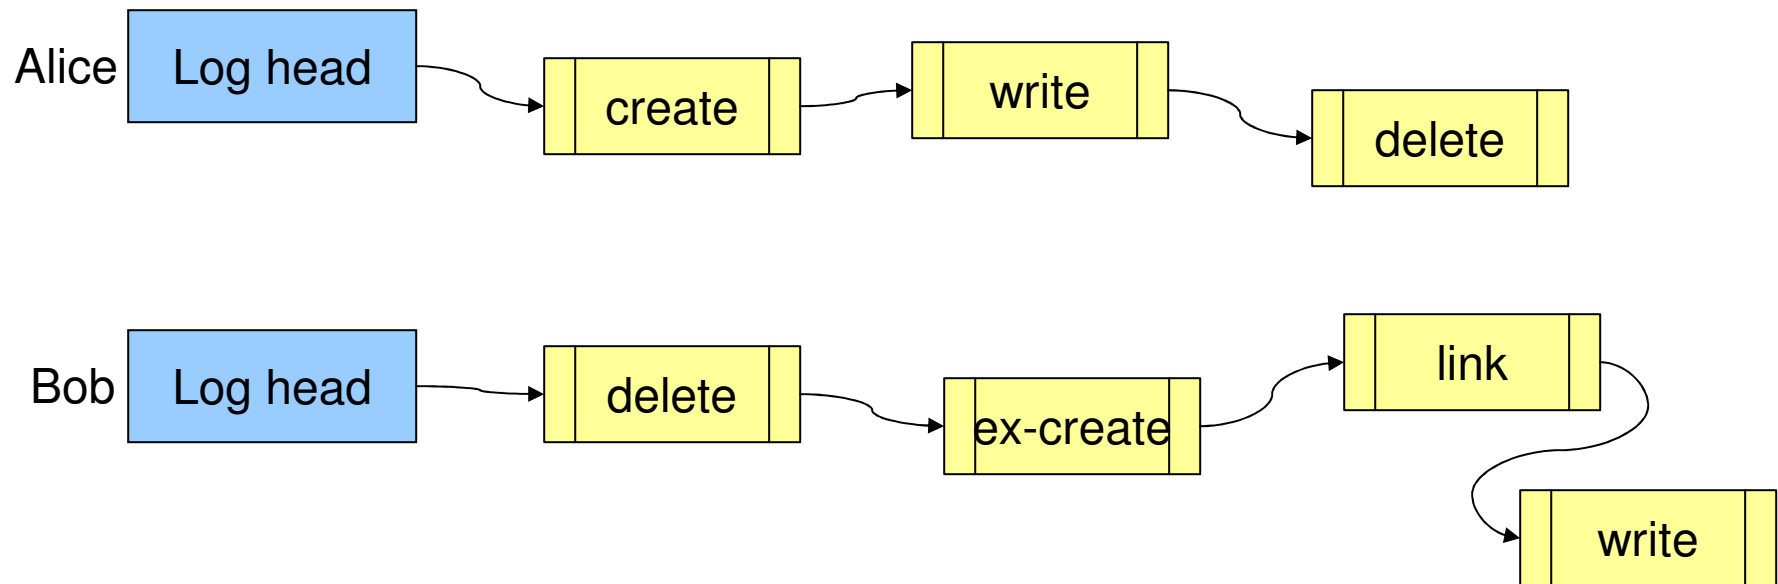 Alice
Log head
create
write
delete
Bob
Log head
delete
ex-create
link
write